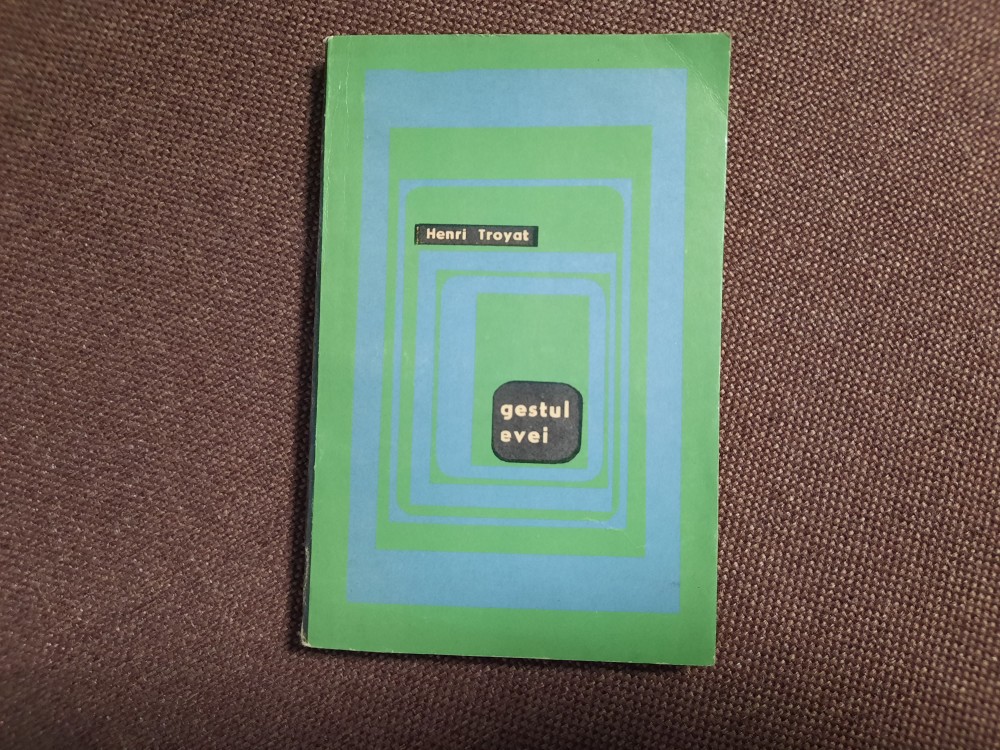 Henri Troyat
gestul
evei